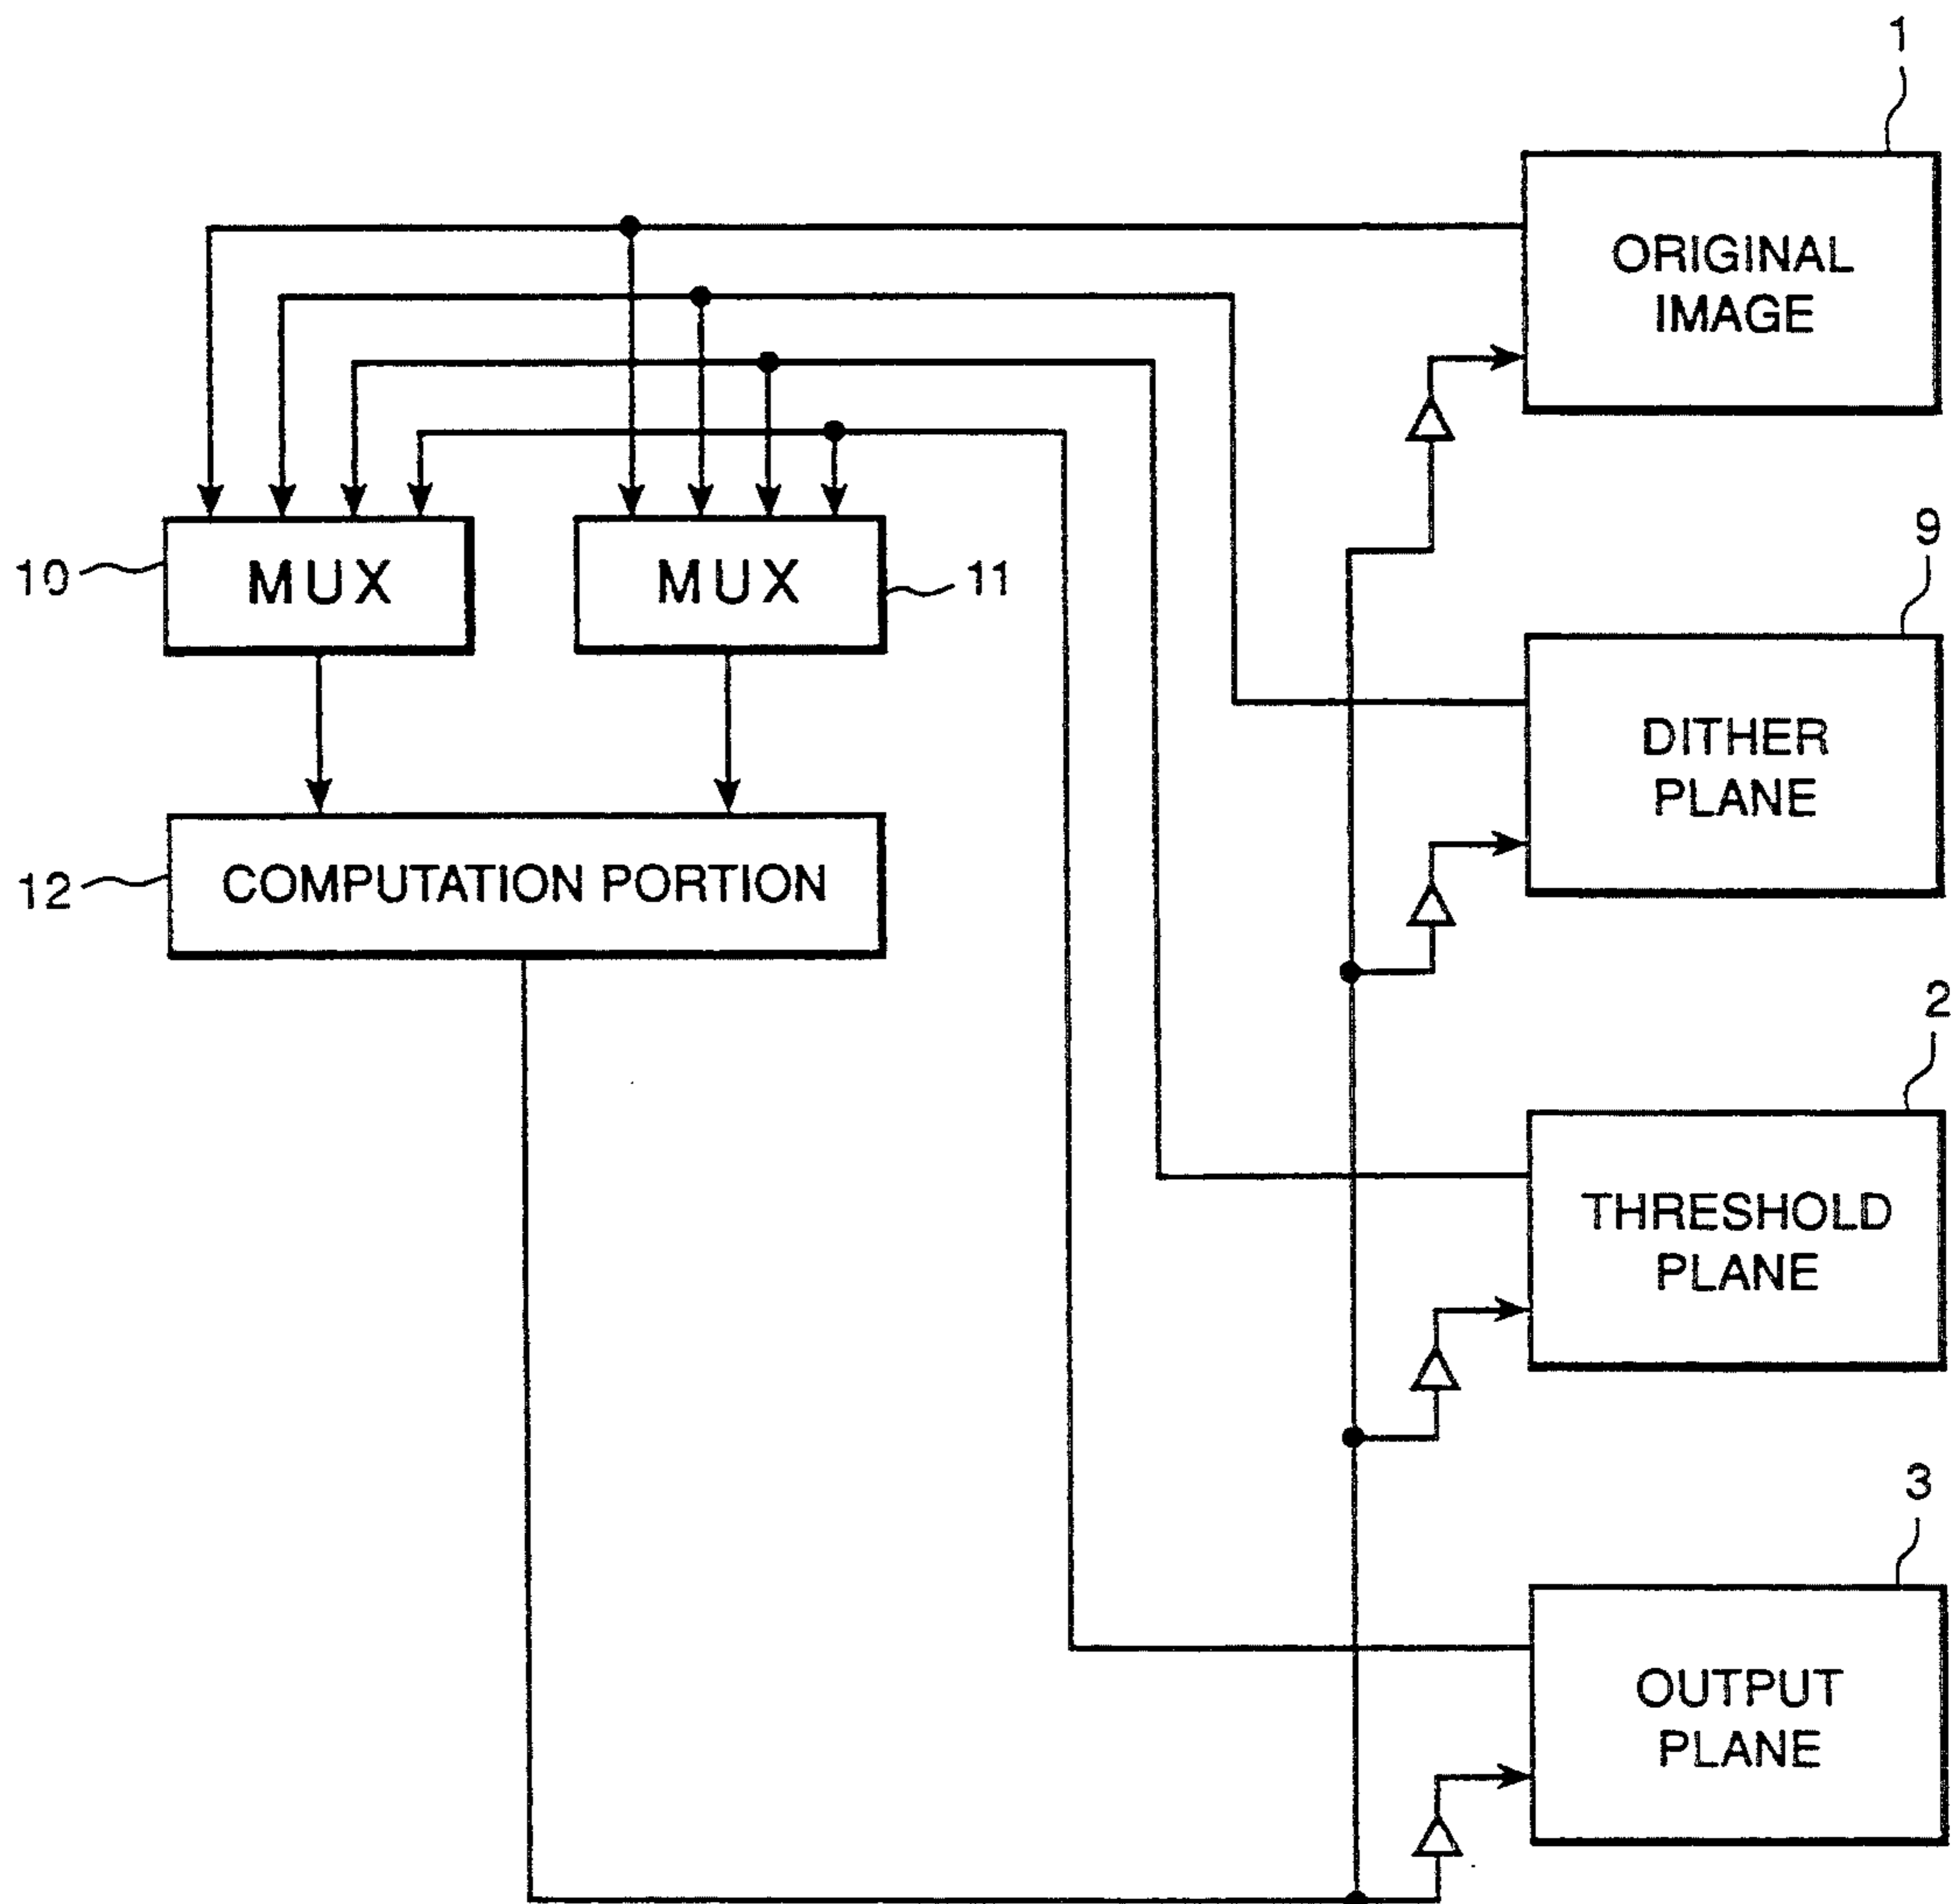 1
ORIGINAL
IMAGE
10
MUX
MUX
11
9
DITHER
PLANE
12
COMPUTATION PORTION
2
THRESHOLD
PLANE
3
OUTPUT
PLANE